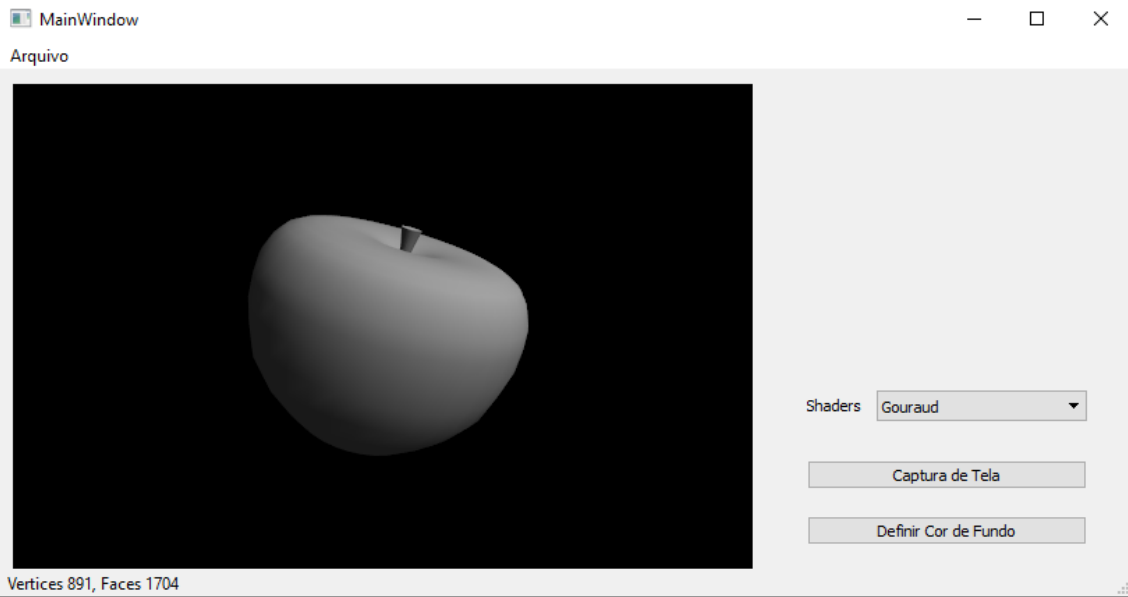 MainWindow
Arquivo
Shaders
Gouraud
Captura de Tela
Definir Cor de Fundo
Vertices 891, Faces 1704